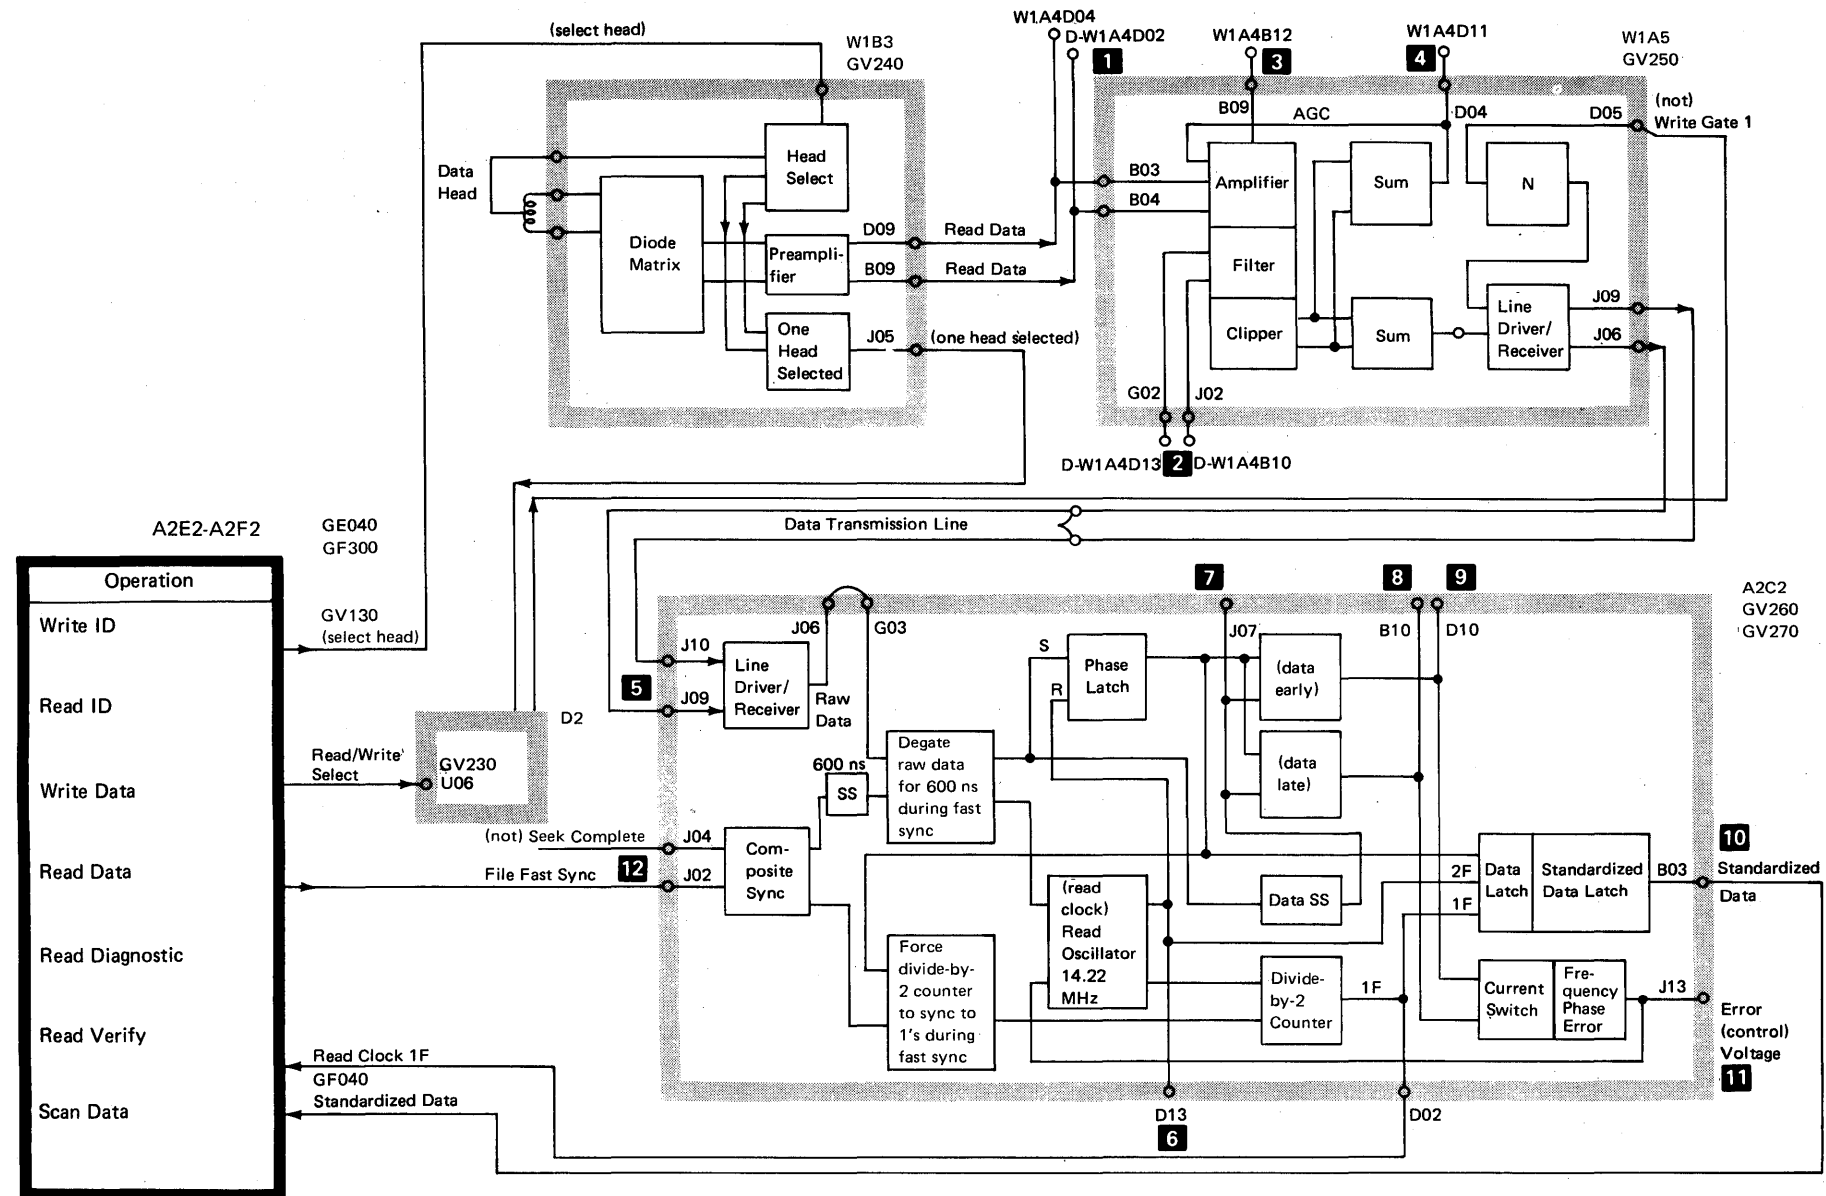 (select head)
W1B3
GV240
W1A4D04
D-W1A4D02
1
W1A4B12
3
4
W1A4D11
W1A5
GV250
(not)
Write Gate 1
B09
AGC
D04
D05
Data
Head
Head
Select
Diode
Matrix
Preampli-
fier
D09
Read Data
B09
Read Data
One
Head
Selected
J05
(one head selected)
B03
B04
Amplifier
Filter
Clipper
Sum
Sum
N
Line
Driver/
Receiver
J09
J06
G02
J02
D-W1A4D13
2
D-W1A4B10
Data Transmission Line
A2E2-A2F2
GE040
GF300
Operation
Write ID
Read ID
Write Data
Read Data
Read Diagnostic
Read Verify
Scan Data
GV130
(select head)
Read/Write
Select
GV230
U06
D2
(not) Seek Complete
File Fast Sync
12
J04
J02
Read Clock 1F
GF040
Standardized Data
5
J10
J09
Line
Driver/
Receiver
J06
G03
Raw
Data
7
8
9
A2C2
GV260
GV270
J07
B10
D10
S
R
Phase
Latch
(data
early)
(data
late)
600 ns
SS
Degate
raw data
for 600 ns
during fast
sync
Com-
posite
Sync
Force
divide-by-
2 counter
to sync to
1's during
fast sync
(read
clock)
Read
Oscillator
14.22
MHz
Data SS
Divide-
by-2
Counter
1F
2F
1F
Data
Latch
Standardized
Data Latch
B03
10
Standardized
Data
Current
Switch
Fre-
quency
Phase
Error
J13
Error
(control)
Voltage
11
D13
6
D02